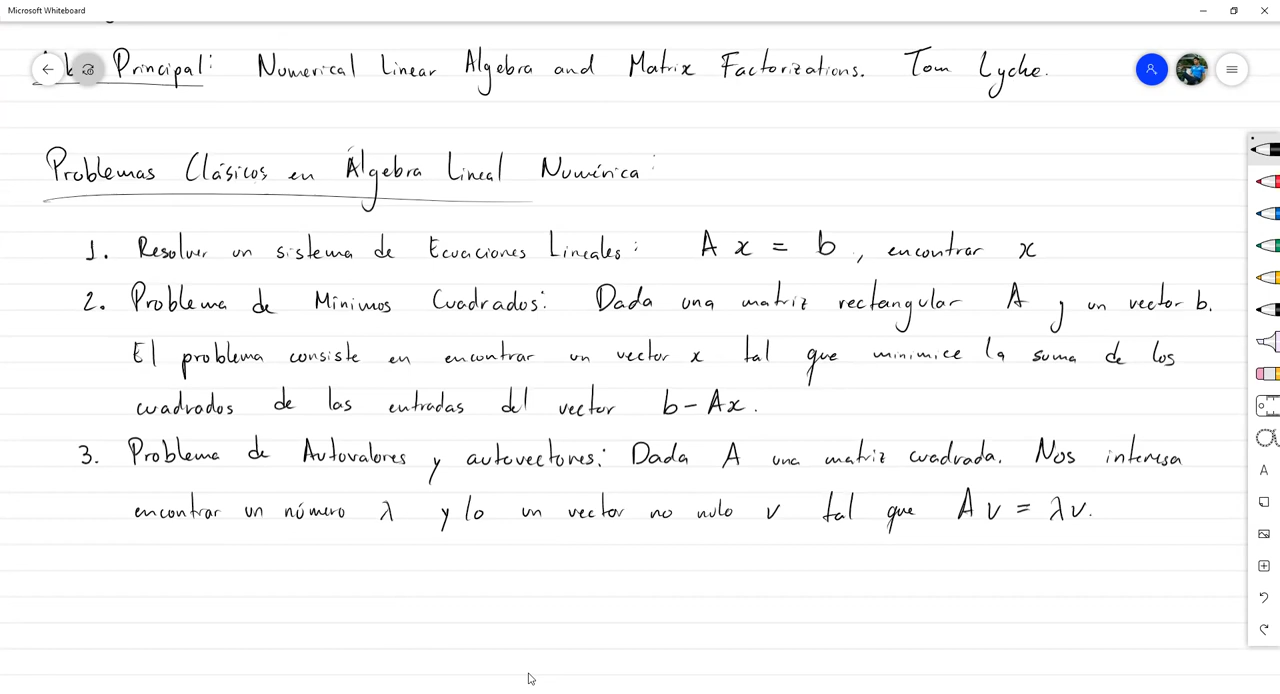 Microsoft Whiteboard
Principal: Numerical Linear Algebra and Matrix Factorizations. Tom Lyche.
Problemas Clásicos en Álgebra Lineal Numérica:
1. Resolver un sistema de Ecuaciones Lineales: A x = b, encontrar x
2. Problema de Mínimos Cuadrados: Dada una matriz rectangular A y un vector b.
El problema consiste en encontrar un vector x tal que minimice la suma de los
cuadrados de las entradas del vector b - Ax.
3. Problema de Autovalores y autovectores: Dada A una matriz cuadrada. Nos interesa
encontrar un número λ y/o un vector no nulo v tal que A v = λv.
A